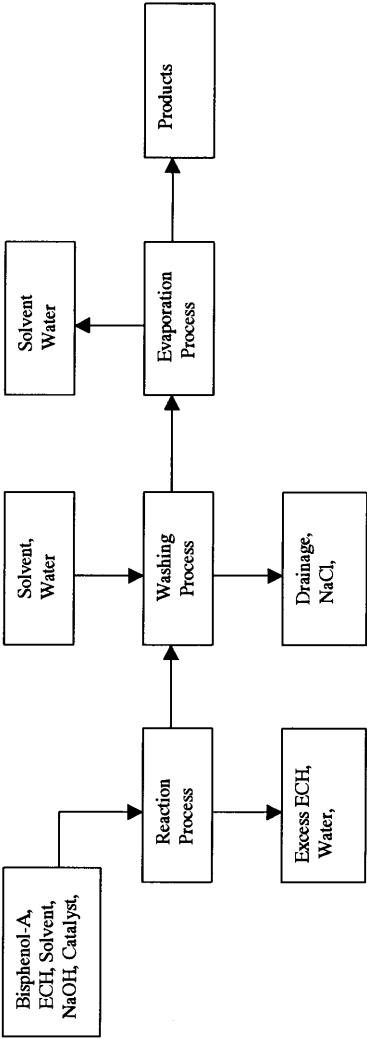 Bisphenol-A,
ECH, Solvent,
NaOH, Catalyst,
Reaction
Process
Excess ECH,
Water,
Solvent,
Water
Washing
Process
Drainage,
NaCl,
Solvent
Water
Evaporation
Process
Products